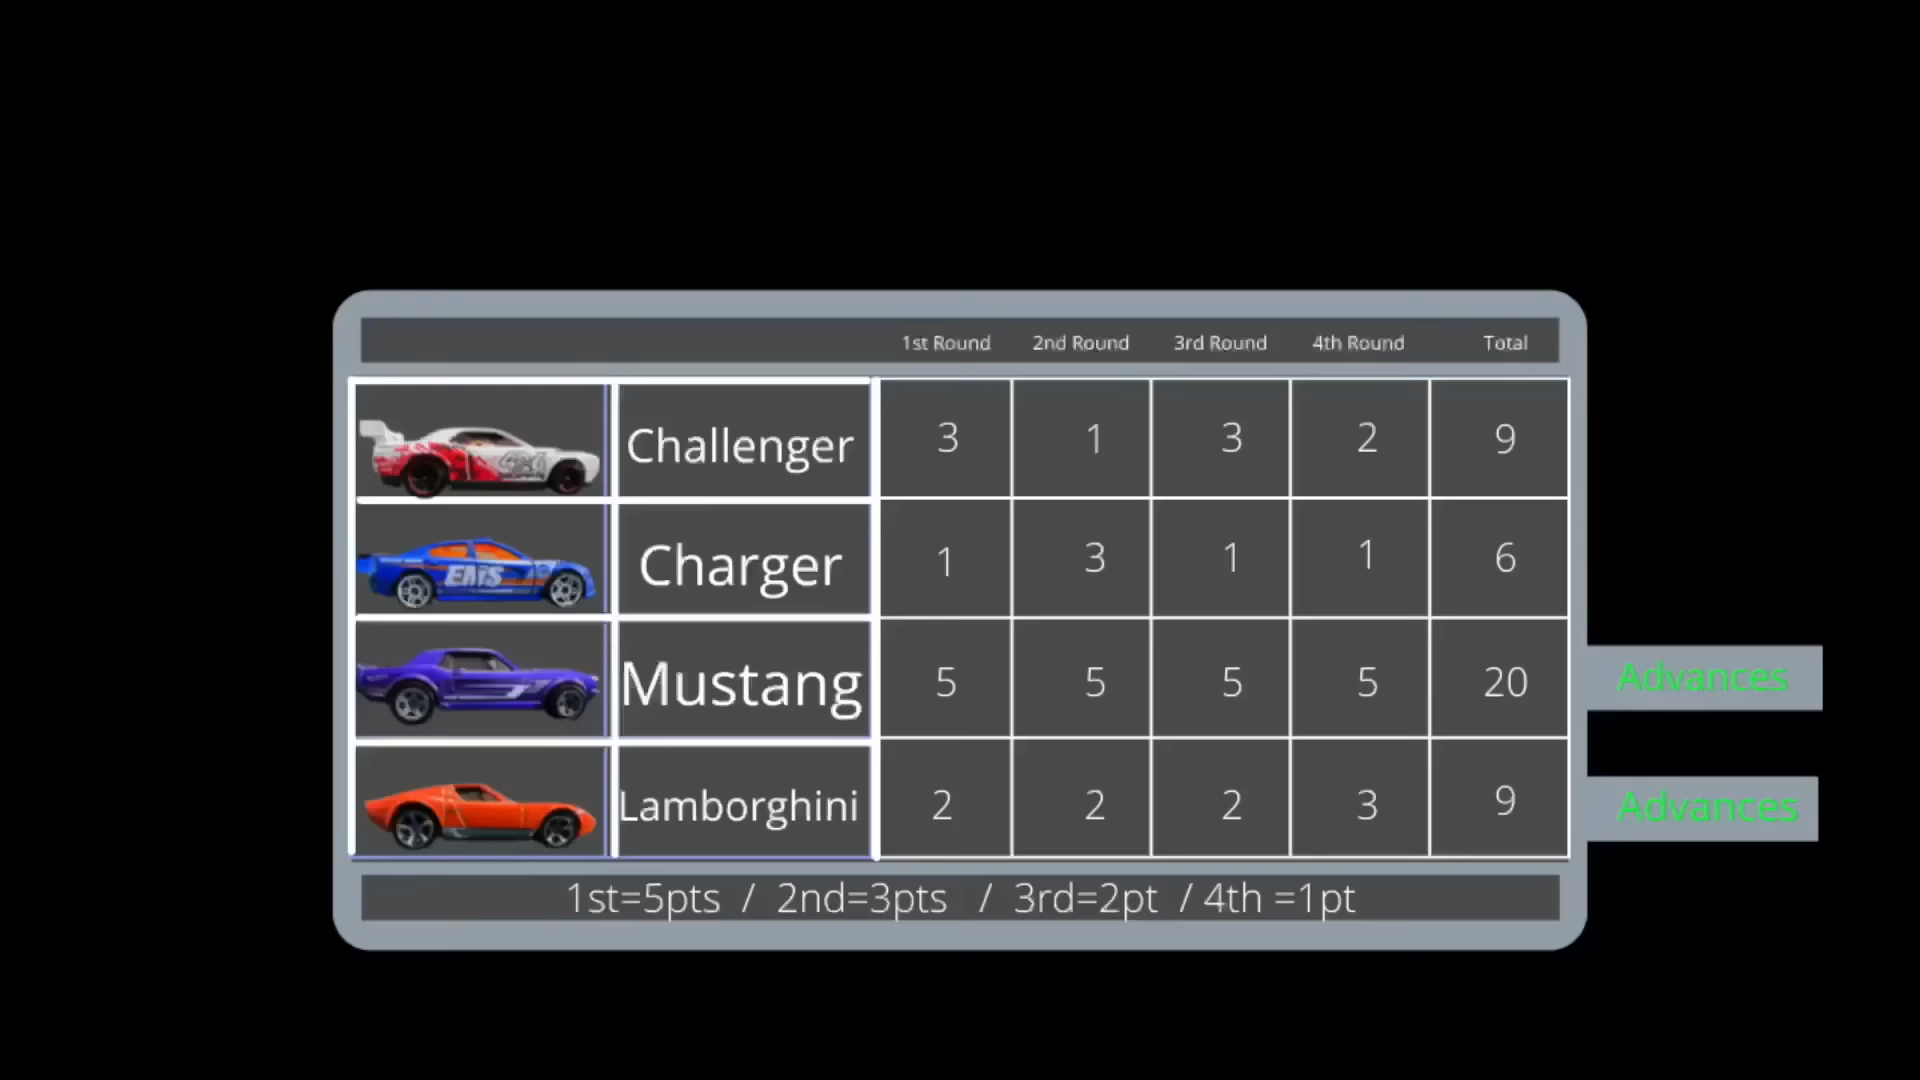 1st Round 2nd Round 3rd Round 4th Round Total
Challenger 3 1 3 2 9
Charger 1 3 1 1 6
Mustang 5 5 5 5 20 Advances
Lamborghini 2 2 2 3 9 Advances
1st=5pts / 2nd=3pts / 3rd=2pt / 4th =1pt